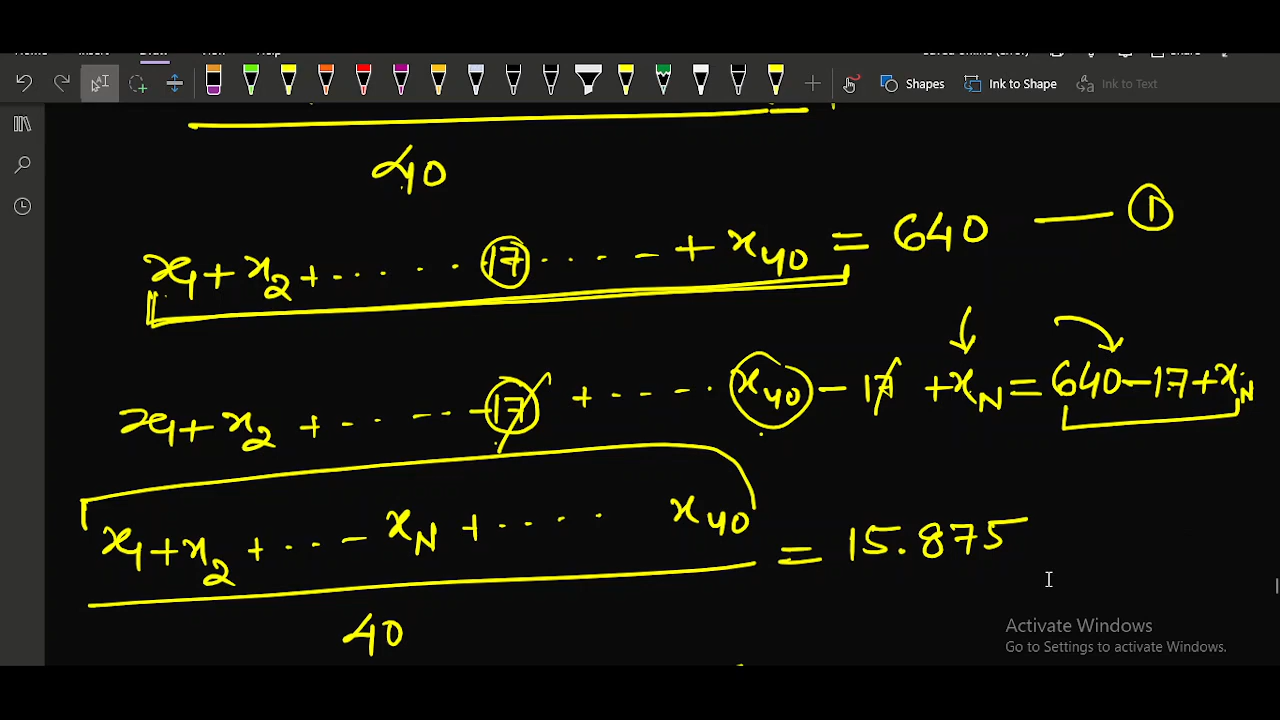 Shapes Ink to Shape Ink to Text
40
x1 + x2 + ..... 17 .... - + x40 = 640 — 1
x1 + x2 + ... - - 17 + ... - x40 - 17 + xN = 640 - 17 + xN
x1 + x2 + ... - xN + .... x40 = 15.875
40
Activate Windows
Go to Settings to activate Windows.